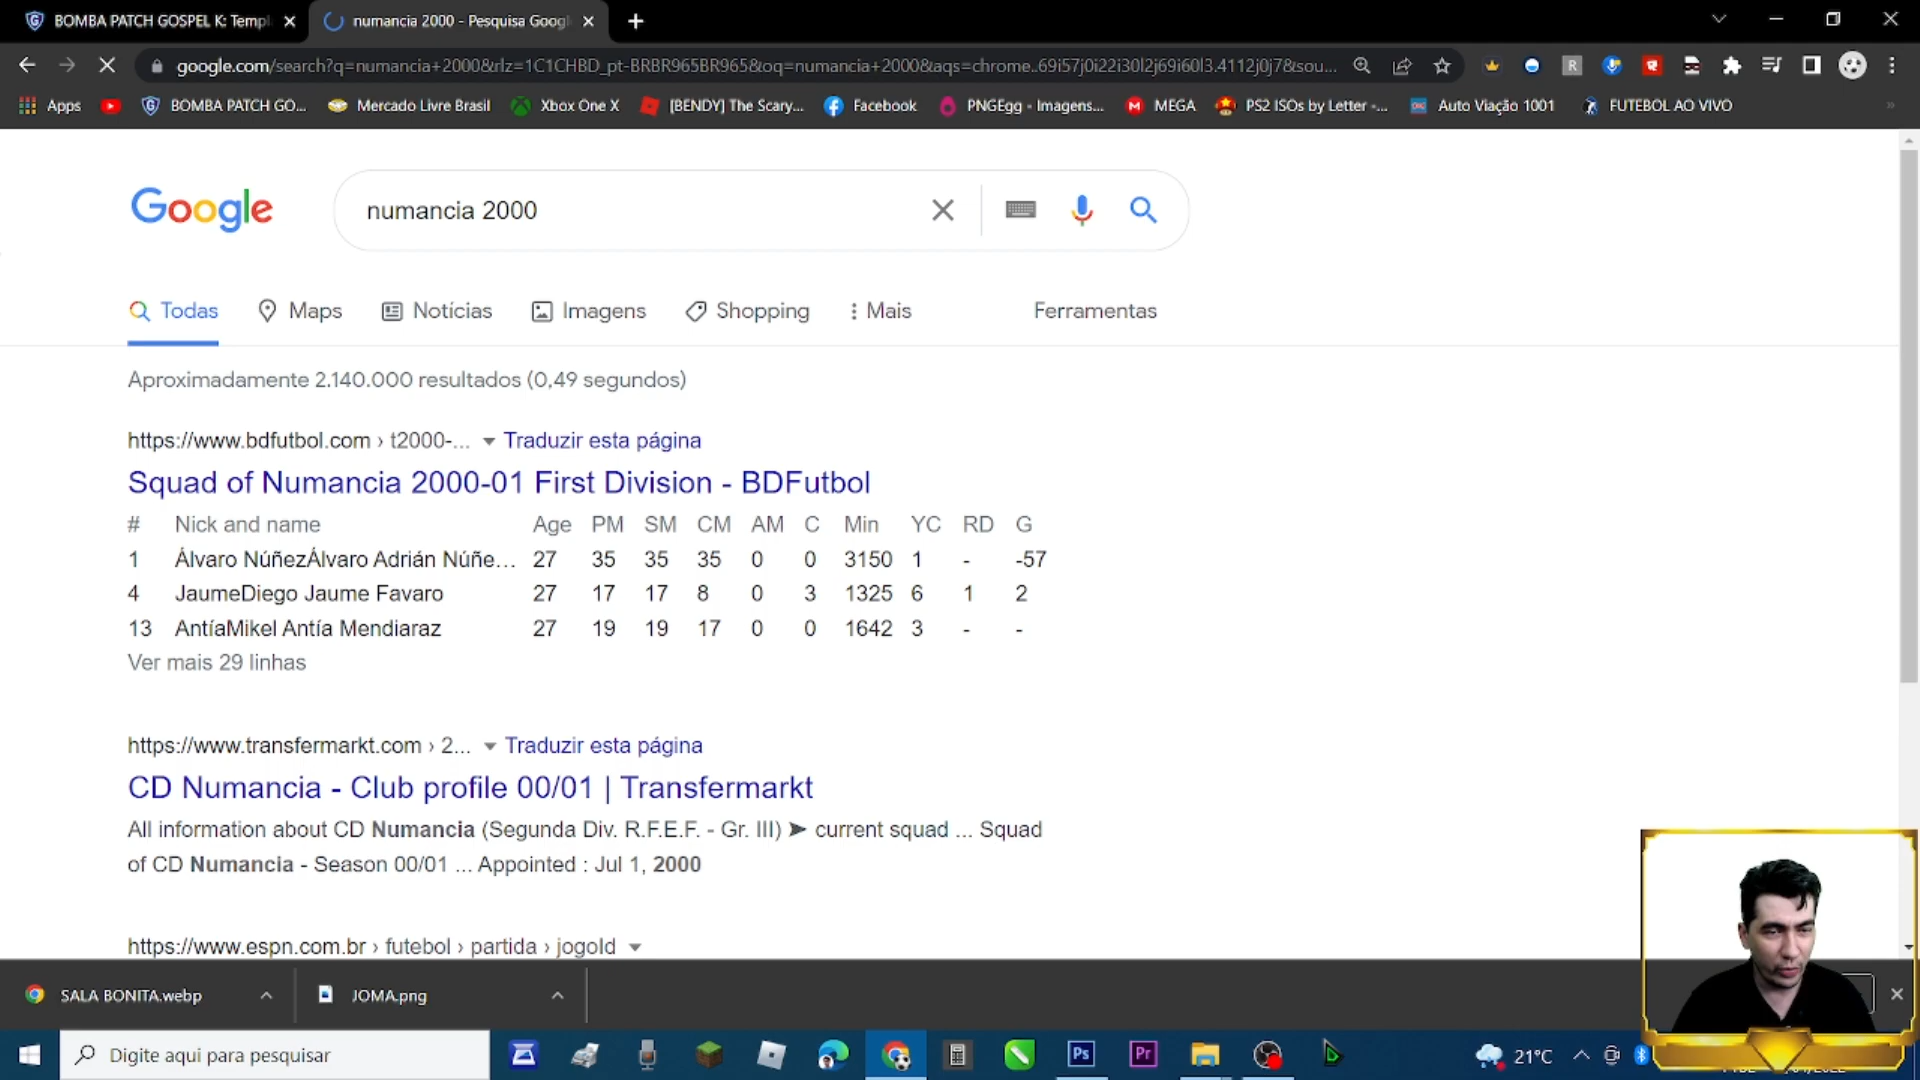 BOMBA PATCH GOSPEL K: Templ
numancia 2000 - Pesquisa Googl
google.com/search?q=numancia+2000&rlz=1C1CHBD_pt-BRBR965BR965&oq=numancia+2000&aqs=chrome..69i57j0i22i30l2j69i60l3.4112j0j7&sou...
Apps
BOMBA PATCH GO...
Mercado Livre Brasil
Xbox One X
[BENDY] The Scary...
Facebook
PNGEgg - Imagens...
MEGA
PS2 ISOs by Letter -...
Auto Viação 1001
FUTEBOL AO VIVO
Google
numancia 2000
Todas Maps Notícias Imagens Shopping Mais Ferramentas
Aproximadamente 2.140.000 resultados (0,49 segundos)
https://www.bdfutbol.com › t2000-... Traduzir esta página
Squad of Numancia 2000-01 First Division - BDFutbol
# Nick and name Age PM SM CM AM C Min YC RD G
1 Álvaro NúñezÁlvaro Adrián Núñe... 27 35 35 35 0 0 3150 1 - -57
4 JaumeDiego Jaume Favaro 27 17 17 8 0 3 1325 6 1 2
13 AntíaMikel Antía Mendiaraz 27 19 19 17 0 0 1642 3 - -
Ver mais 29 linhas
https://www.transfermarkt.com › 2... Traduzir esta página
CD Numancia - Club profile 00/01 | Transfermarkt
All information about CD Numancia (Segunda Div. R.F.E.F. - Gr. III) ➤ current squad ... Squad
of CD Numancia - Season 00/01 ... Appointed : Jul 1, 2000
https://www.espn.com.br › futebol › partida › jogoId
SALA BONITA.webp
JOMA.png
Digite aqui para pesquisar
Ps
Pr
21°C